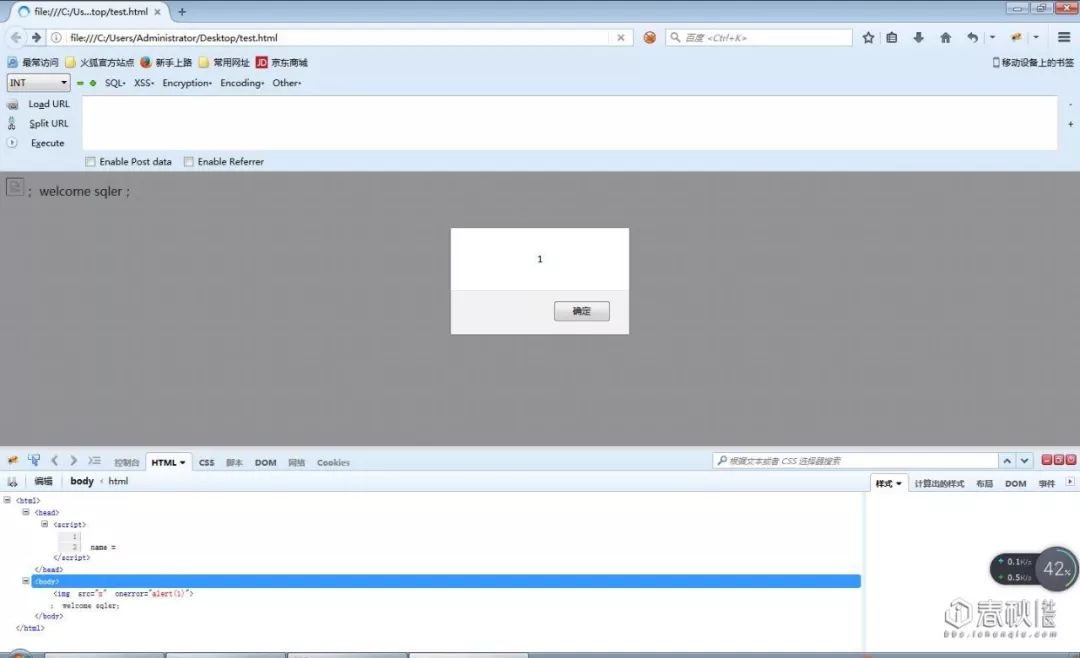 file:///C:/Us...top/test.html
file:///C:/Users/Administrator/Desktop/test.html
百度 <Ctrl+K>
最常访问 火狐官方站点 新手上路 常用网址 JD 京东商城 移动设备上的书签
INT SQL· XSS· Encryption· Encoding· Other·
Load URL
Split URL
Execute
Enable Post data Enable Referrer
; welcome sqler ;
1
确定
控制台 HTML CSS 脚本 DOM 网络 Cookies 根据文本或者 CSS 选择器搜索
编辑 body < html 样式 计算出的样式 布局 DOM 事件
<html>
<head>
<script>
1
2 name =
</script>
</head>
<body>
<img src="x" onerror="alert(1)">
; welcome sqler;
</body>
</html>
0.1K/s
0.5K/s
42%
春秋 社区
bbs.ichunqiu.com